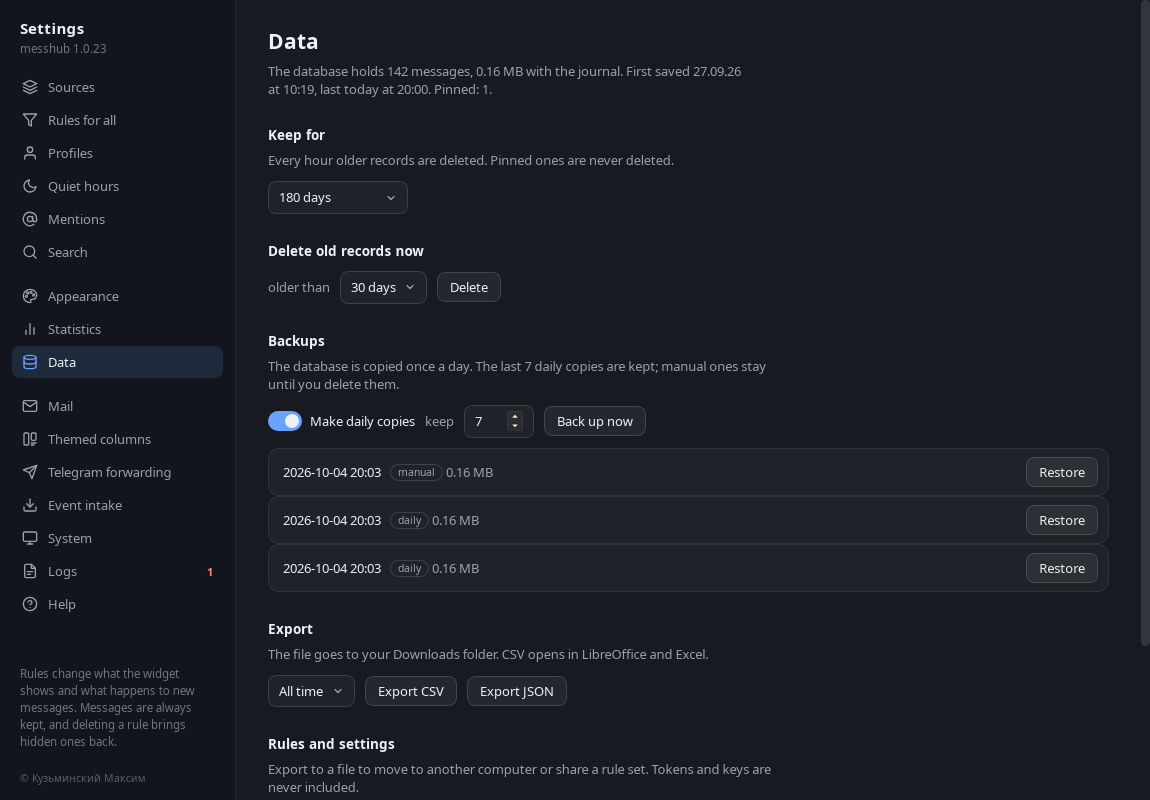 Settings
messhub 1.0.23
Sources
Rules for all
Profiles
Quiet hours
Mentions
Search
Appearance
Statistics
Data
Mail
Themed columns
Telegram forwarding
Event intake
System
Logs 1
Help
Rules change what the widget
shows and what happens to new
messages. Messages are always
kept, and deleting a rule brings
hidden ones back.
© Кузьминский Максим
Data
The database holds 142 messages, 0.16 MB with the journal. First saved 27.09.26
at 10:19, last today at 20:00. Pinned: 1.
Keep for
Every hour older records are deleted. Pinned ones are never deleted.
180 days
Delete old records now
older than 30 days Delete
Backups
The database is copied once a day. The last 7 daily copies are kept; manual ones stay
until you delete them.
Make daily copies keep 7 Back up now
2026-10-04 20:03 manual 0.16 MB Restore
2026-10-04 20:03 daily 0.16 MB Restore
2026-10-04 20:03 daily 0.16 MB Restore
Export
The file goes to your Downloads folder. CSV opens in LibreOffice and Excel.
All time Export CSV Export JSON
Rules and settings
Export to a file to move to another computer or share a rule set. Tokens and keys are
never included.